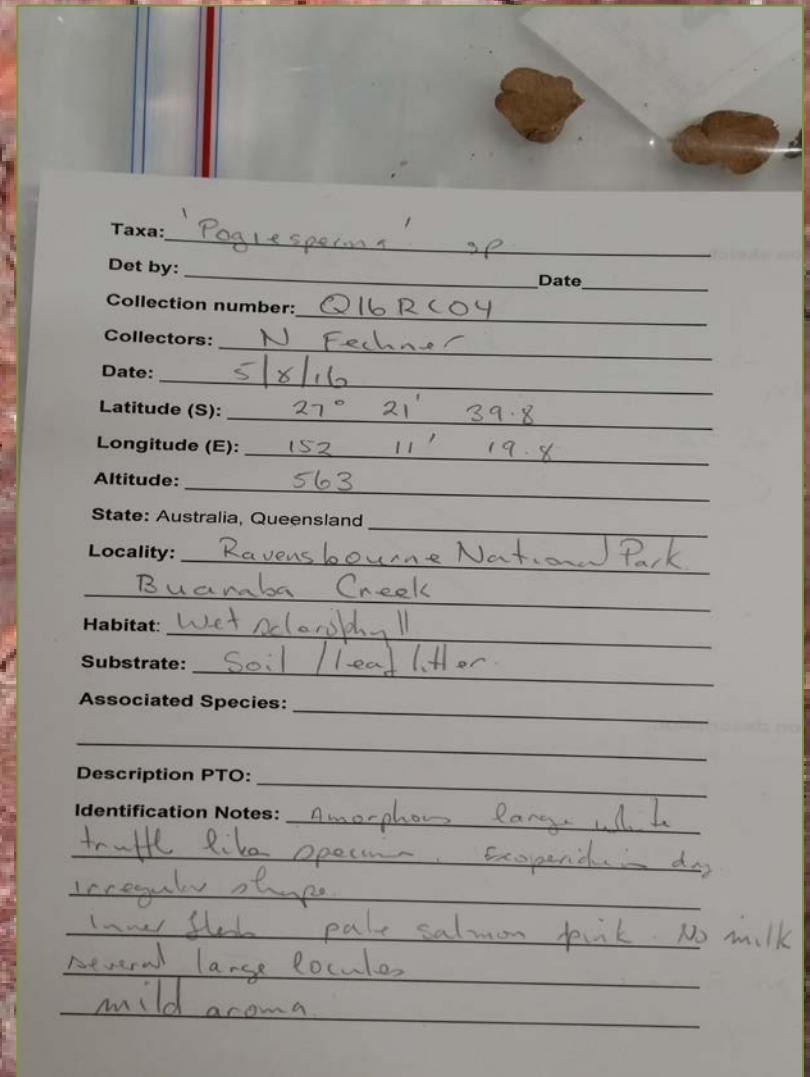 Taxa: 'Pogiesperma' sp
Det by: Date
Collection number: Q16RC04
Collectors: N Fechner
Date: 5/8/16
Latitude (S): 27° 21' 39.8
Longitude (E): 152 11' 19.8
Altitude: 563
State: Australia, Queensland
Locality: Ravensbourne National Park.
Buaraba Creek
Habitat: Wet sclerophyll
Substrate: Soil / leaf litter.
Associated Species:
Description PTO:
Identification Notes: Amorphous large white
truffle like specimen. Exoperidium dry
irregular shape.
Inner flesh pale salmon pink. No milk
several large locules
mild aroma.